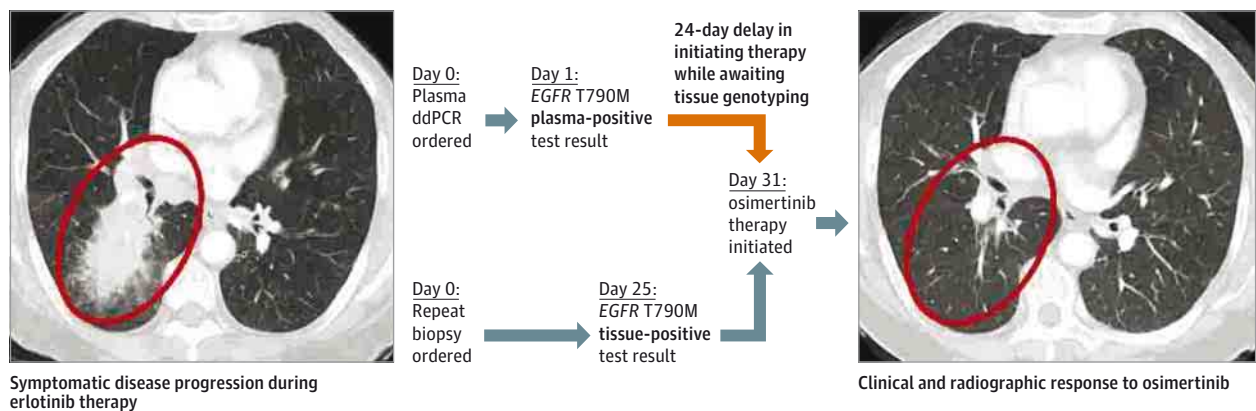 Day 0:
Plasma
ddPCR
ordered
Day 1:
EGFR T790M
plasma-positive
test result
24-day delay in
initiating therapy
while awaiting
tissue genotyping
Day 31:
osimertinib
therapy
initiated
Day 0:
Repeat
biopsy
ordered
Day 25:
EGFR T790M
tissue-positive
test result
Symptomatic disease progression during
erlotinib therapy
Clinical and radiographic response to osimertinib